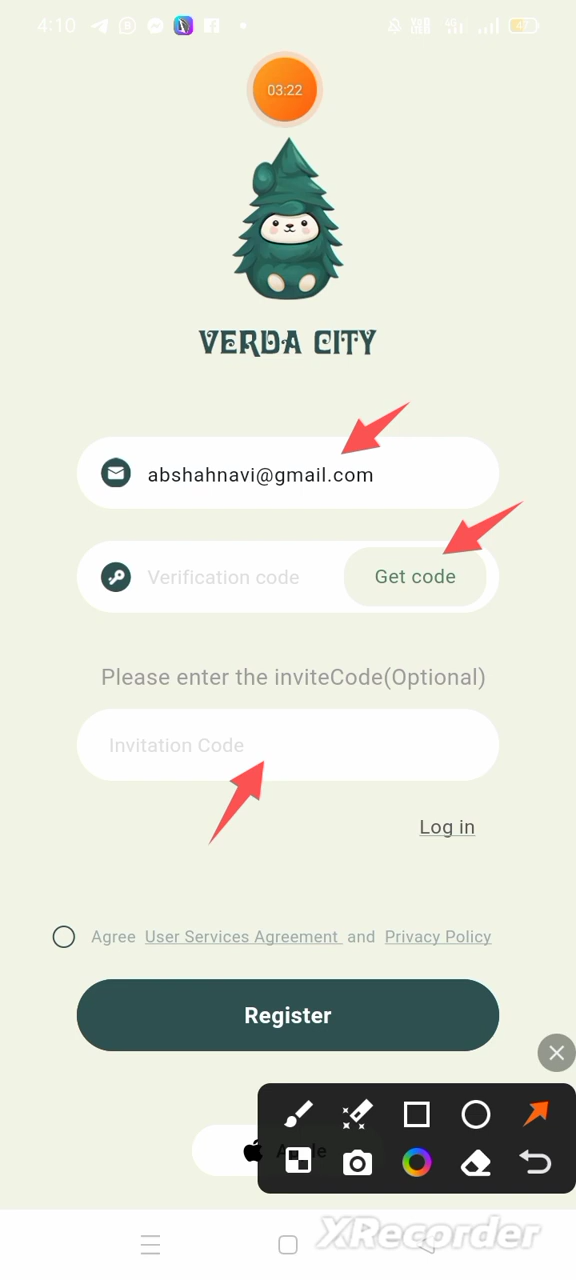 4:10
03:22
VERDA CITY
abshahnavi@gmail.com
Verification code
Get code
Please enter the inviteCode(Optional)
Invitation Code
Log in
Agree User Services Agreement and Privacy Policy
Register
XRecorder